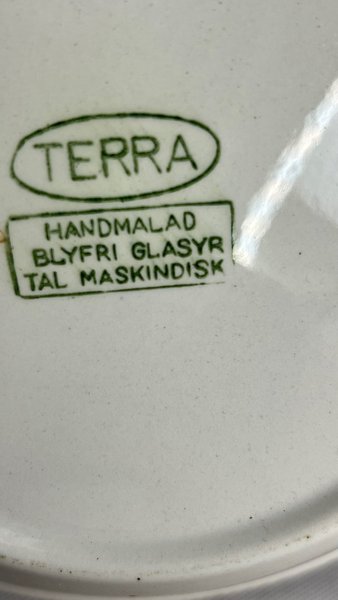 TERRA
HANDMALAD
BLYFRI GLASYR
TAL MASKINDISK